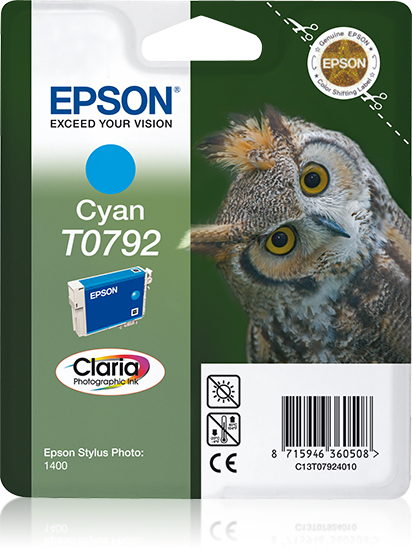 Genuine EPSON
EPSON
Color Shifting Label
EPSON®
EXCEED YOUR VISION
Cyan
T0792
EPSON
Claria
Photographic Ink
Epson Stylus Photo:
1400
CE
8 715946 360508 >
C13T07924010